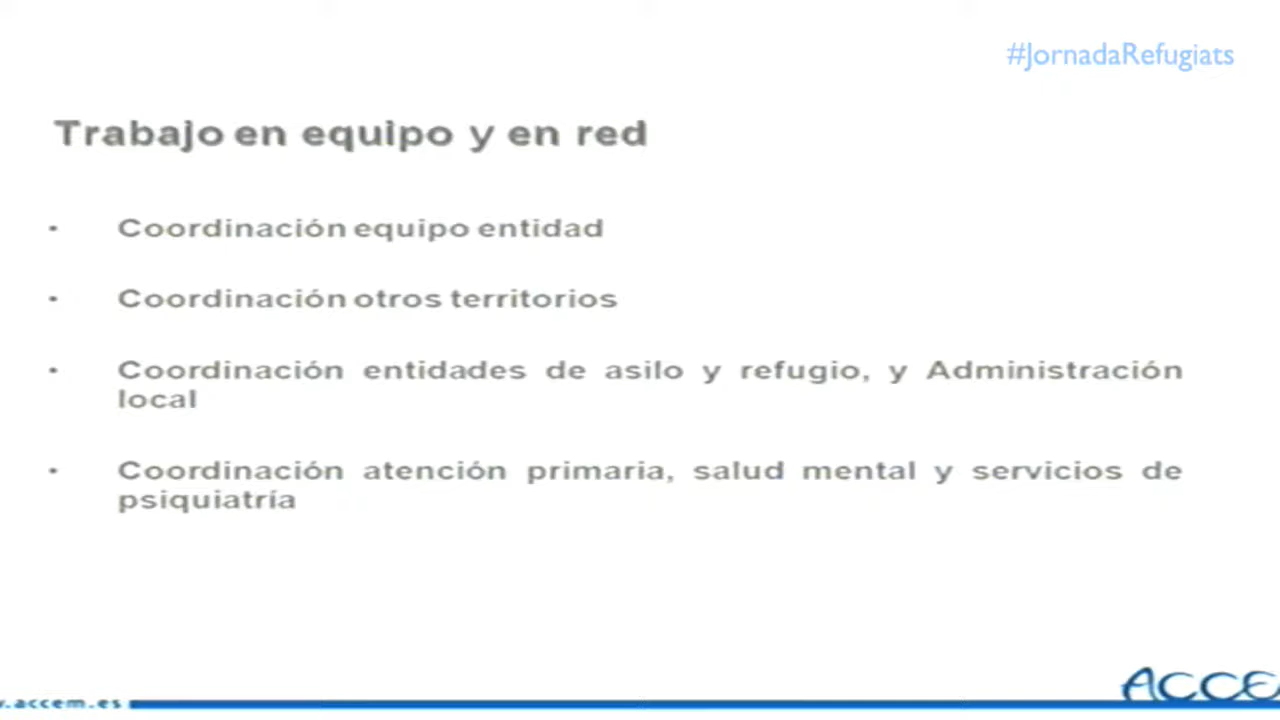 #JornadaRefugiats
Trabajo en equipo y en red
• Coordinación equipo entidad
• Coordinación otros territorios
• Coordinación entidades de asilo y refugio, y Administración
local
• Coordinación atención primaria, salud mental y servicios de
psiquiatría
.accem.es
ACCE